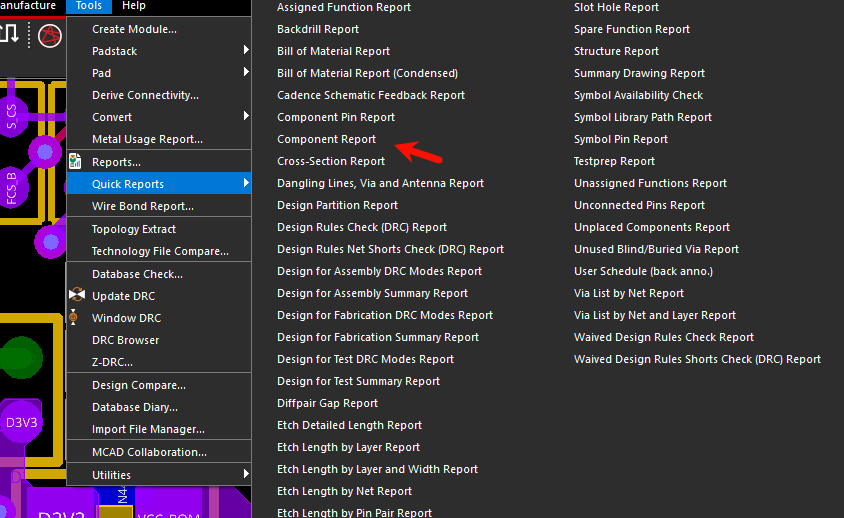 anufacture Tools Help
Create Module...
Padstack
Pad
Derive Connectivity...
Convert
Metal Usage Report...
Reports...
Quick Reports
Wire Bond Report...
Topology Extract
Technology File Compare...
Database Check...
Update DRC
Window DRC
DRC Browser
Z-DRC...
Design Compare...
Database Diary...
Import File Manager...
MCAD Collaboration...
Utilities
Assigned Function Report
Backdrill Report
Bill of Material Report
Bill of Material Report (Condensed)
Cadence Schematic Feedback Report
Component Pin Report
Component Report
Cross-Section Report
Dangling Lines, Via and Antenna Report
Design Partition Report
Design Rules Check (DRC) Report
Design Rules Net Shorts Check (DRC) Report
Design for Assembly DRC Modes Report
Design for Assembly Summary Report
Design for Fabrication DRC Modes Report
Design for Fabrication Summary Report
Design for Test DRC Modes Report
Design for Test Summary Report
Diffpair Gap Report
Etch Detailed Length Report
Etch Length by Layer Report
Etch Length by Layer and Width Report
Etch Length by Net Report
Etch Length by Pin Pair Report
Slot Hole Report
Spare Function Report
Structure Report
Summary Drawing Report
Symbol Availability Check
Symbol Library Path Report
Symbol Pin Report
Testprep Report
Unassigned Functions Report
Unconnected Pins Report
Unplaced Components Report
Unused Blind/Buried Via Report
User Schedule (back anno.)
Via List by Net Report
Via List by Net and Layer Report
Waived Design Rules Check Report
Waived Design Rules Shorts Check (DRC) Report
S_CS
FCS_B
D3V3
D3V3
N4
VCC-ROM